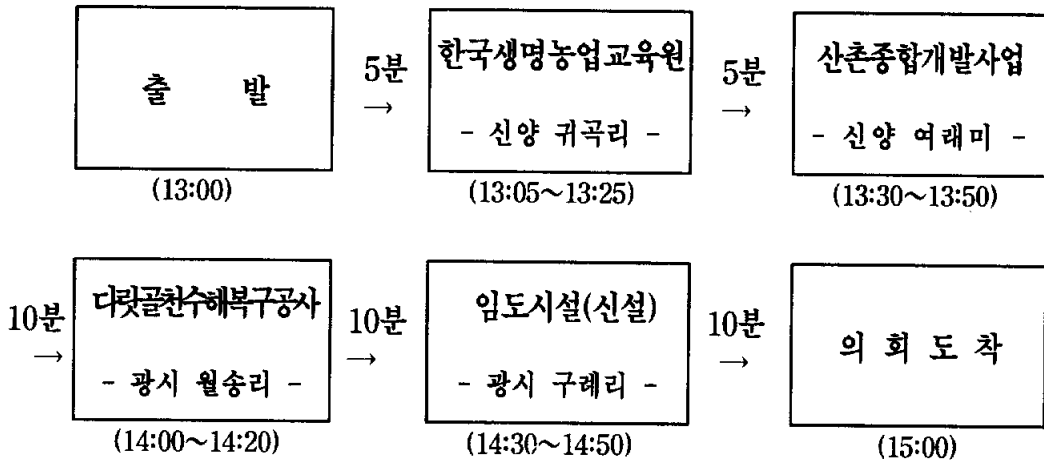 출 발
(13:00)
5분
→
한국생명농업교육원
- 신양 귀곡리 -
(13:05～13:25)
5분
→
산촌종합개발사업
- 신양 여래미 -
(13:30～13:50)
10분
→
다릿골천수해복구공사
- 광시 월송리 -
(14:00～14:20)
10분
→
임도시설(신설)
- 광시 구례리 -
(14:30～14:50)
10분
→
의 회 도 착
(15:00)